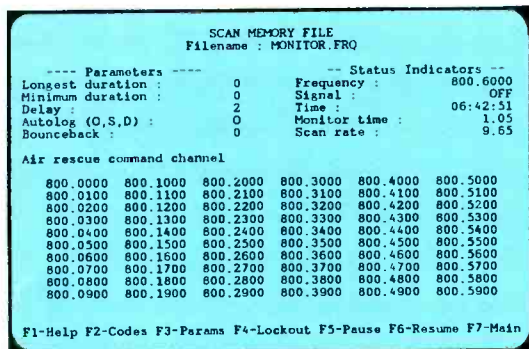 SCAN MEMORY FILE
Filename : MONITOR.FRQ
---- Parameters ----    -- Status Indicators --
Longest duration : 0    Frequency : 800.6000
Minimum duration : 0    Signal : OFF
Delay : 2    Time : 06:42:51
Autolog (O,S,D) : O    Monitor time : 1.05
Bounceback : 0    Scan rate : 9.65
Air rescue command channel
800.0000 800.1000 800.2000 800.3000 800.4000 800.5000
800.0100 800.1100 800.2100 800.3100 800.4100 800.5100
800.0200 800.1200 800.2200 800.3200 800.4200 800.5200
800.0300 800.1300 800.2300 800.3300 800.4300 800.5300
800.0400 800.1400 800.2400 800.3400 800.4400 800.5400
800.0500 800.1500 800.2500 800.3500 800.4500 800.5500
800.0600 800.1600 800.2600 800.3600 800.4600 800.5600
800.0700 800.1700 800.2700 800.3700 800.4700 800.5700
800.0800 800.1800 800.2800 800.3800 800.4800 800.5800
800.0900 800.1900 800.2900 800.3900 800.4900 800.5900
F1-Help F2-Codes F3-Params F4-Lockout F5-Pause F6-Resume F7-Main